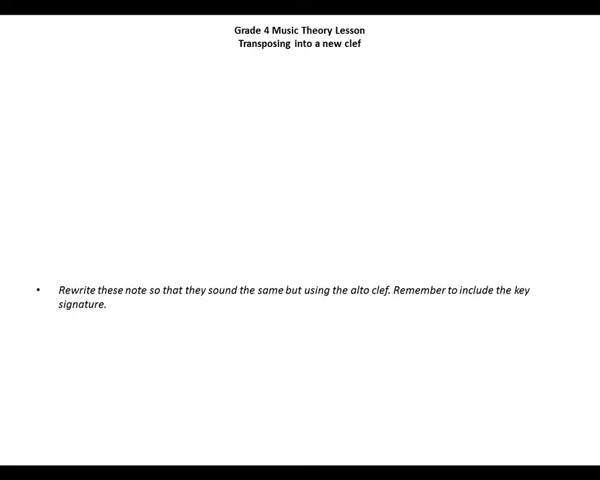 Grade 4 Music Theory Lesson
Transposing into a new clef
• Rewrite these note so that they sound the same but using the alto clef. Remember to include the key
signature.